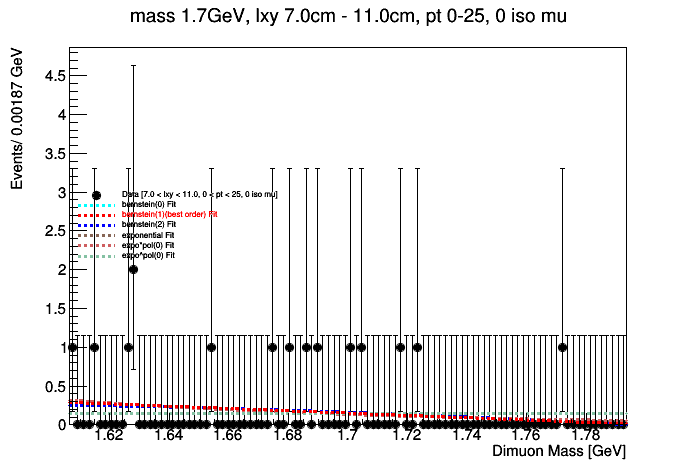 mass 1.7GeV, lxy 7.0cm - 11.0cm, pt 0-25, 0 iso mu
Events/ 0.00187 GeV
4.5
4
3.5
3
2.5
2
1.5
1
0.5
0
Data [7.0 < lxy < 11.0, 0 < pt < 25, 0 iso mu]
bernstein(0) Fit
bernstein(1)(best order) Fit
bernstein(2) Fit
exponential Fit
expo*pol(0) Fit
expo^pol(0) Fit
1.62
1.64
1.66
1.68
1.7
1.72
1.74
1.76
1.78
Dimuon Mass [GeV]